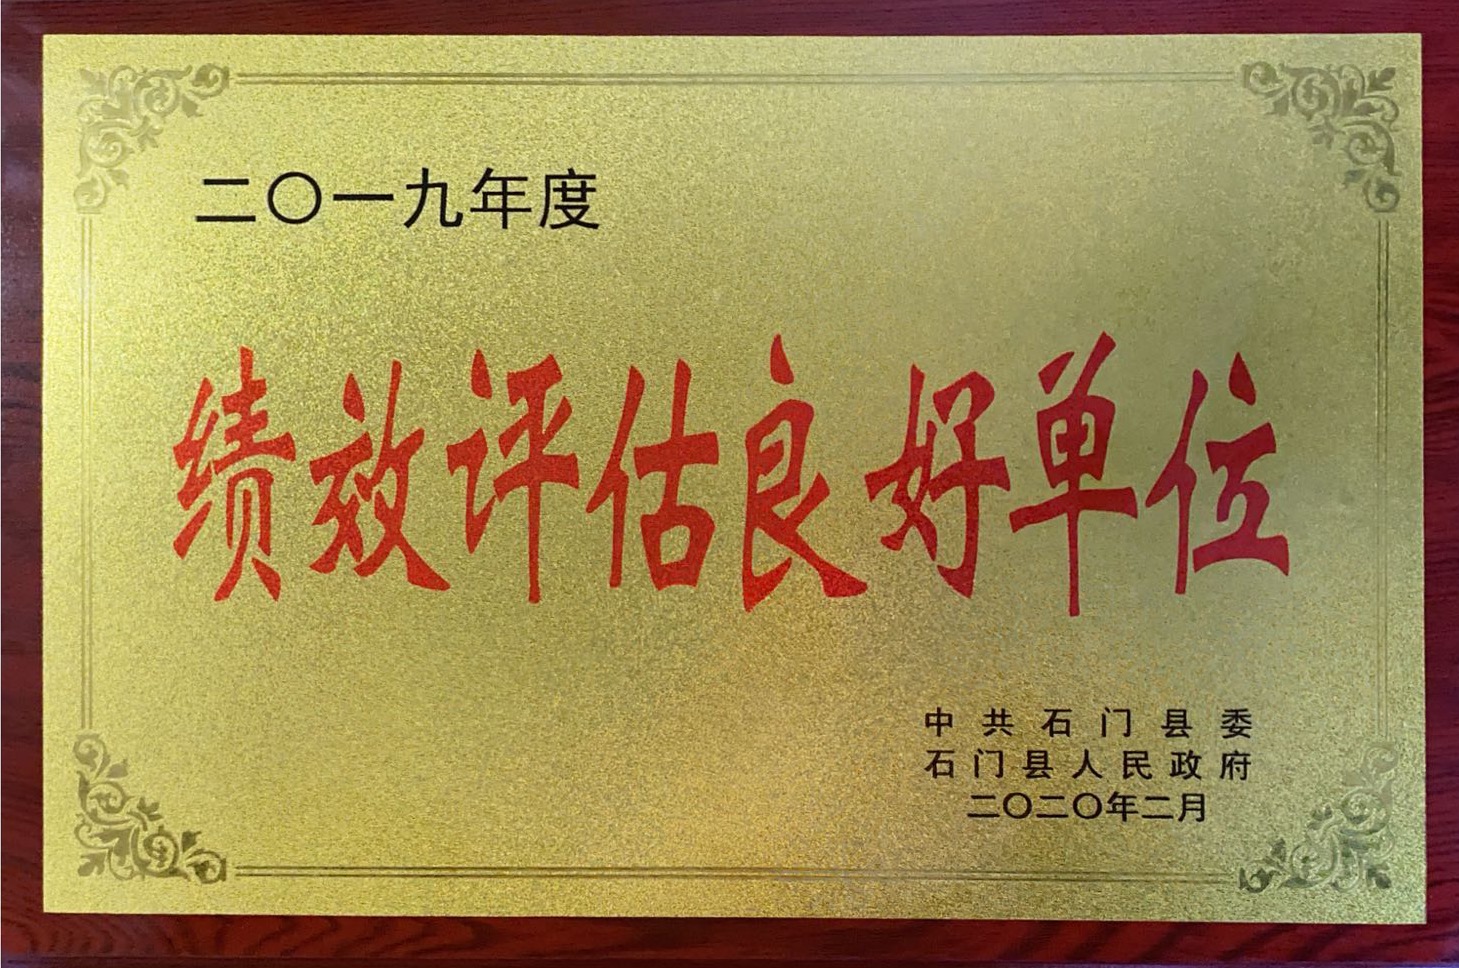 二〇一九年度
绩效评估良好单位
中共石门县委
石门县人民政府
二〇二〇年二月